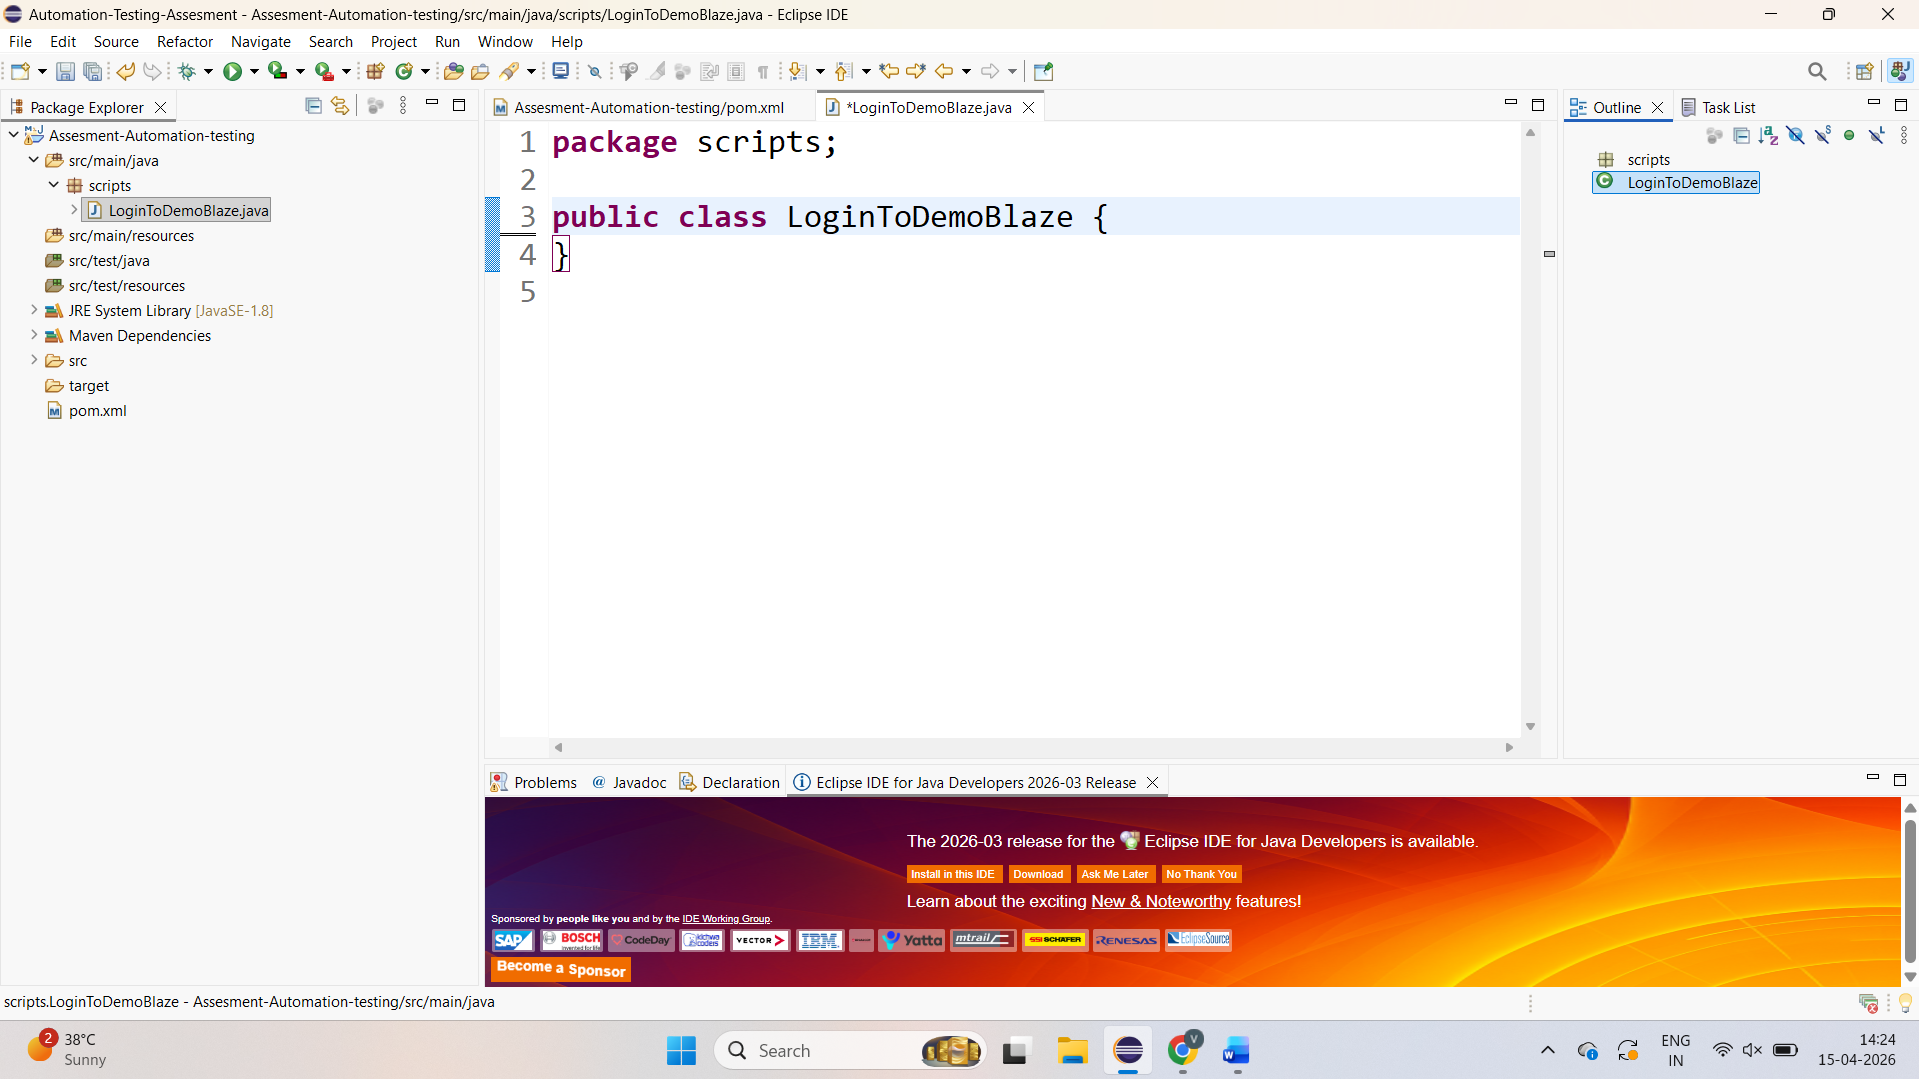 Automation-Testing-Assesment - Assesment-Automation-testing/src/main/java/scripts/LoginToDemoBlaze.java - Eclipse IDE
File Edit Source Refactor Navigate Search Project Run Window Help
Package Explorer
Assesment-Automation-testing/pom.xml
*LoginToDemoBlaze.java
Outline
Task List
Assesment-Automation-testing
src/main/java
scripts
LoginToDemoBlaze.java
src/main/resources
src/test/java
src/test/resources
JRE System Library [JavaSE-1.8]
Maven Dependencies
src
target
pom.xml
1 package scripts;
2
3 public class LoginToDemoBlaze {
4 }
5
scripts
LoginToDemoBlaze
Problems
@ Javadoc
Declaration
Eclipse IDE for Java Developers 2026-03 Release
The 2026-03 release for the Eclipse IDE for Java Developers is available.
Install in this IDE
Download
Ask Me Later
No Thank You
Learn about the exciting New & Noteworthy features!
Sponsored by people like you and by the IDE Working Group.
SAP
BOSCH
Invented for life
CodeDay
kichwa coders
VECTOR
IBM
Yatta
mtrail
SSI SCHAFER
RENESAS
EclipseSource
Become a Sponsor
scripts.LoginToDemoBlaze - Assesment-Automation-testing/src/main/java
2
38°C
Sunny
Search
V
W
ENG
IN
14:24
15-04-2026